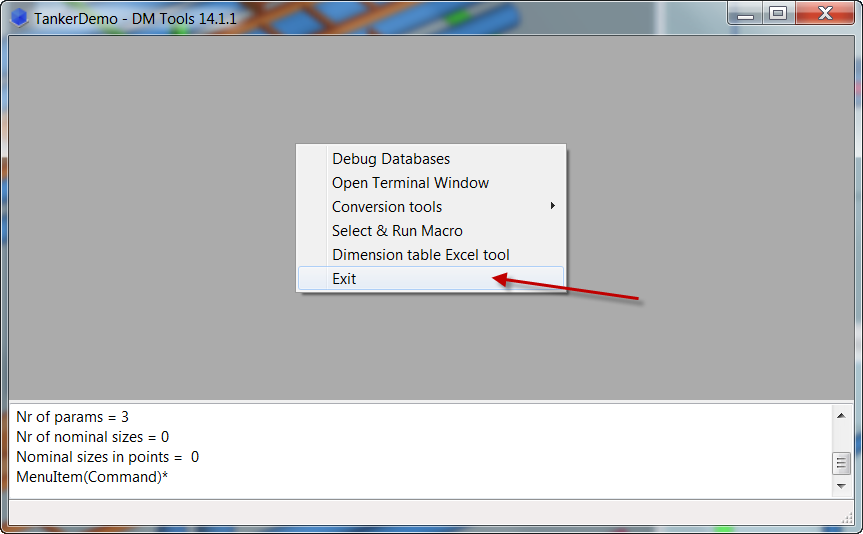 TankerDemo - DM Tools 14.1.1
Debug Databases
Open Terminal Window
Conversion tools
Select & Run Macro
Dimension table Excel tool
Exit
Nr of params = 3
Nr of nominal sizes = 0
Nominal sizes in points =  0
MenuItem(Command)*